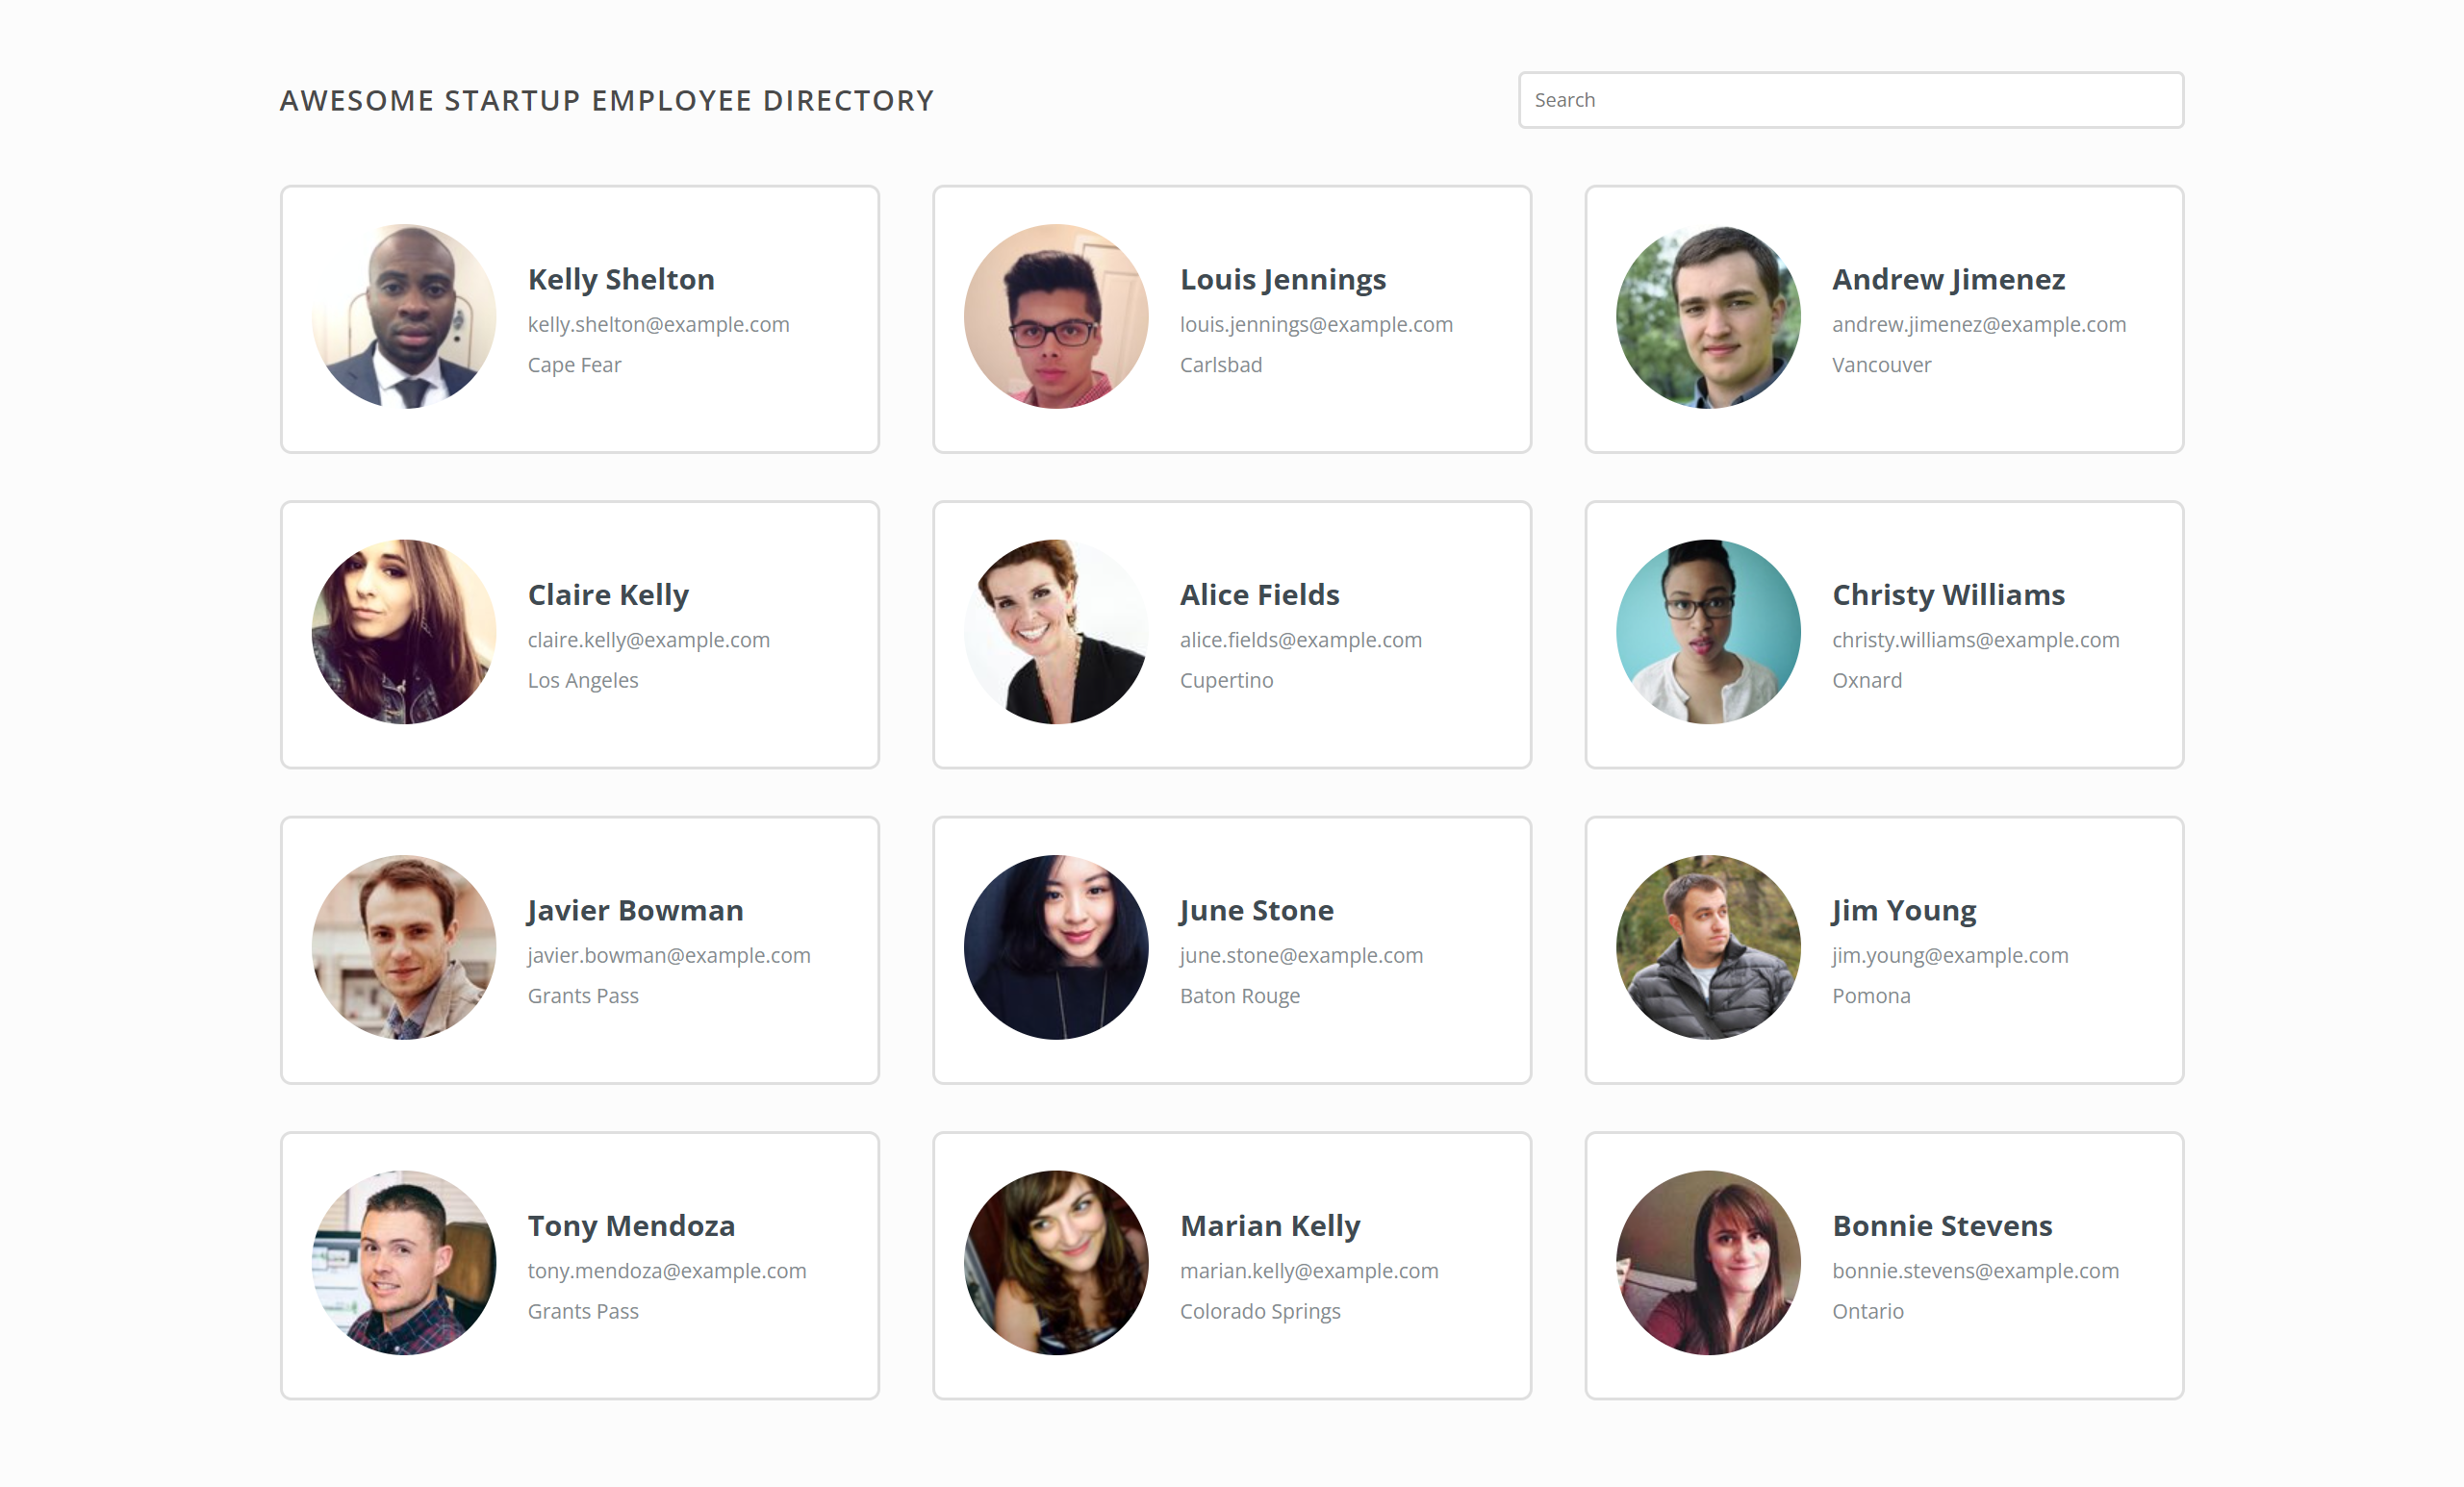 AWESOME STARTUP EMPLOYEE DIRECTORY
Search
Kelly Shelton
kelly.shelton@example.com
Cape Fear
Louis Jennings
louis.jennings@example.com
Carlsbad
Andrew Jimenez
andrew.jimenez@example.com
Vancouver
Claire Kelly
claire.kelly@example.com
Los Angeles
Alice Fields
alice.fields@example.com
Cupertino
Christy Williams
christy.williams@example.com
Oxnard
Javier Bowman
javier.bowman@example.com
Grants Pass
June Stone
june.stone@example.com
Baton Rouge
Jim Young
jim.young@example.com
Pomona
Tony Mendoza
tony.mendoza@example.com
Grants Pass
Marian Kelly
marian.kelly@example.com
Colorado Springs
Bonnie Stevens
bonnie.stevens@example.com
Ontario